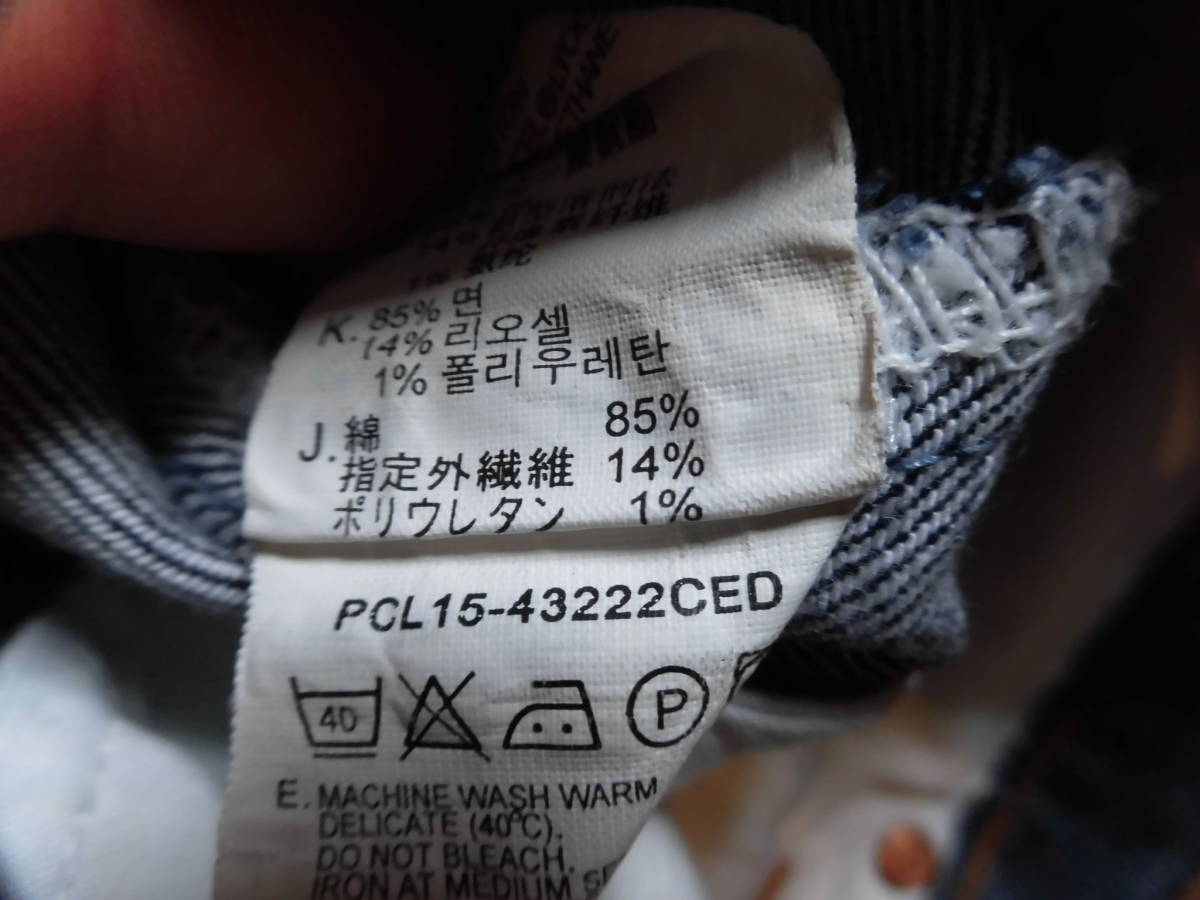 14%
1%
K. 85% 면
14% 리오셀
1% 폴리우레탄
J. 綿 85%
指定外繊維 14%
ポリウレタン 1%
PCL15-43222CED
40
P
E. MACHINE WASH WARM
DELICATE (40°C).
DO NOT BLEACH.
IRON AT MEDIUM